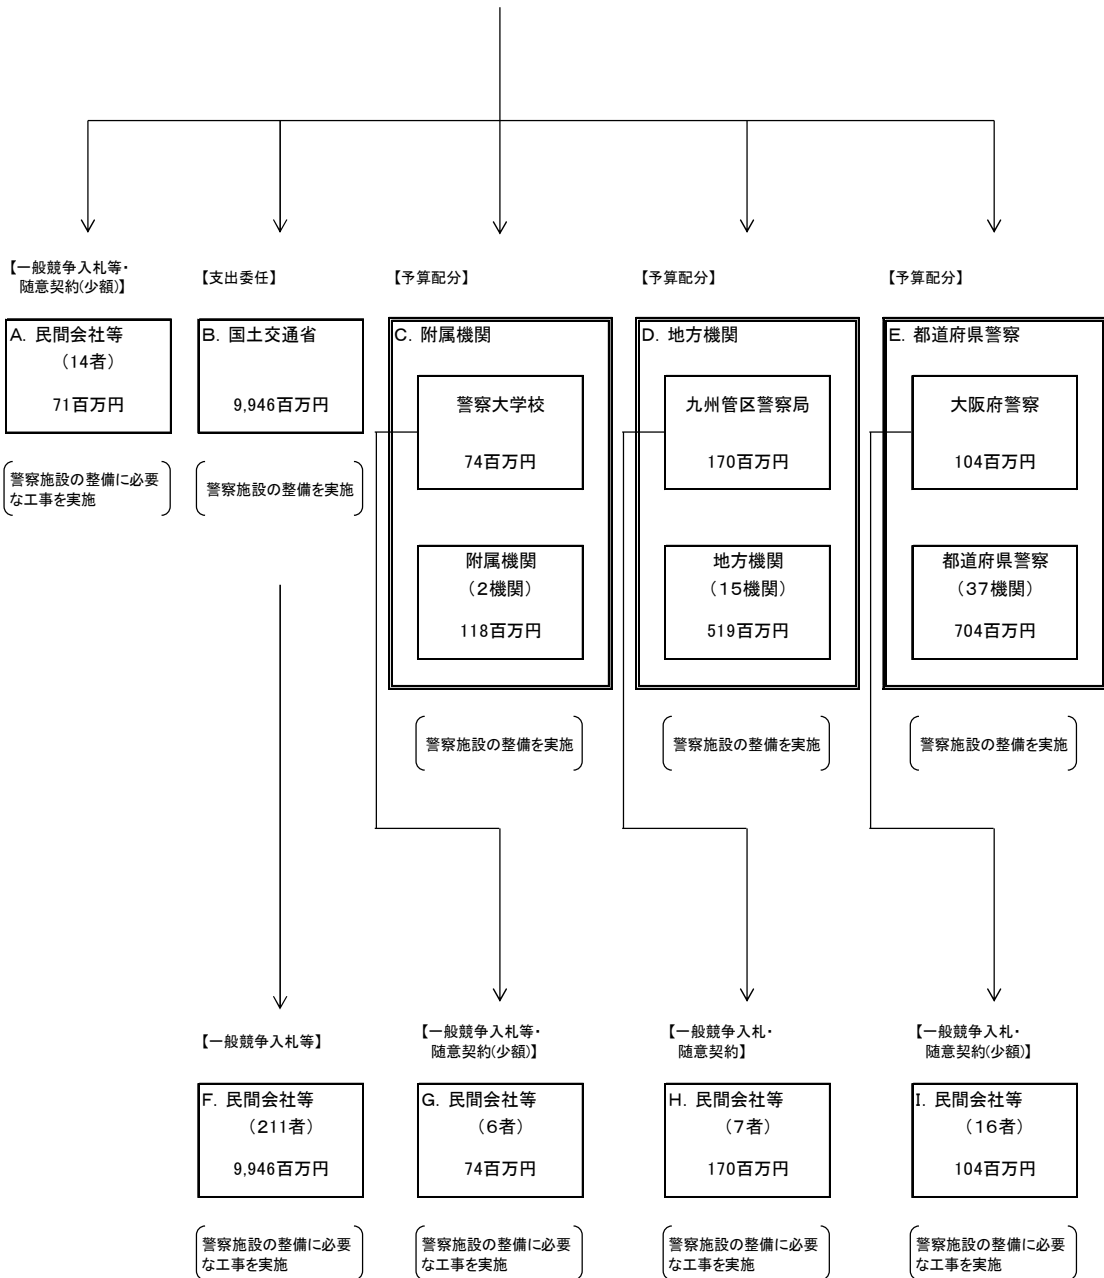 【一般競争入札等・
随意契約(少額)】
【支出委任】
【予算配分】
【予算配分】
【予算配分】
A. 民間会社等
（14者）
71百万円
B. 国土交通省
9,946百万円
C. 附属機関
警察大学校
74百万円
附属機関
（2機関）
118百万円
D. 地方機関
九州管区警察局
170百万円
地方機関
（15機関）
519百万円
E. 都道府県警察
大阪府警察
104百万円
都道府県警察
（37機関）
704百万円
警察施設の整備に必要
な工事を実施
警察施設の整備を実施
警察施設の整備を実施
警察施設の整備を実施
警察施設の整備を実施
【一般競争入札等】
【一般競争入札等・
随意契約(少額)】
【一般競争入札・
随意契約】
【一般競争入札・
随意契約(少額)】
F. 民間会社等
（211者）
9,946百万円
G. 民間会社等
（6者）
74百万円
H. 民間会社等
（7者）
170百万円
I. 民間会社等
（16者）
104百万円
警察施設の整備に必要
な工事を実施
警察施設の整備に必要
な工事を実施
警察施設の整備に必要
な工事を実施
警察施設の整備に必要
な工事を実施